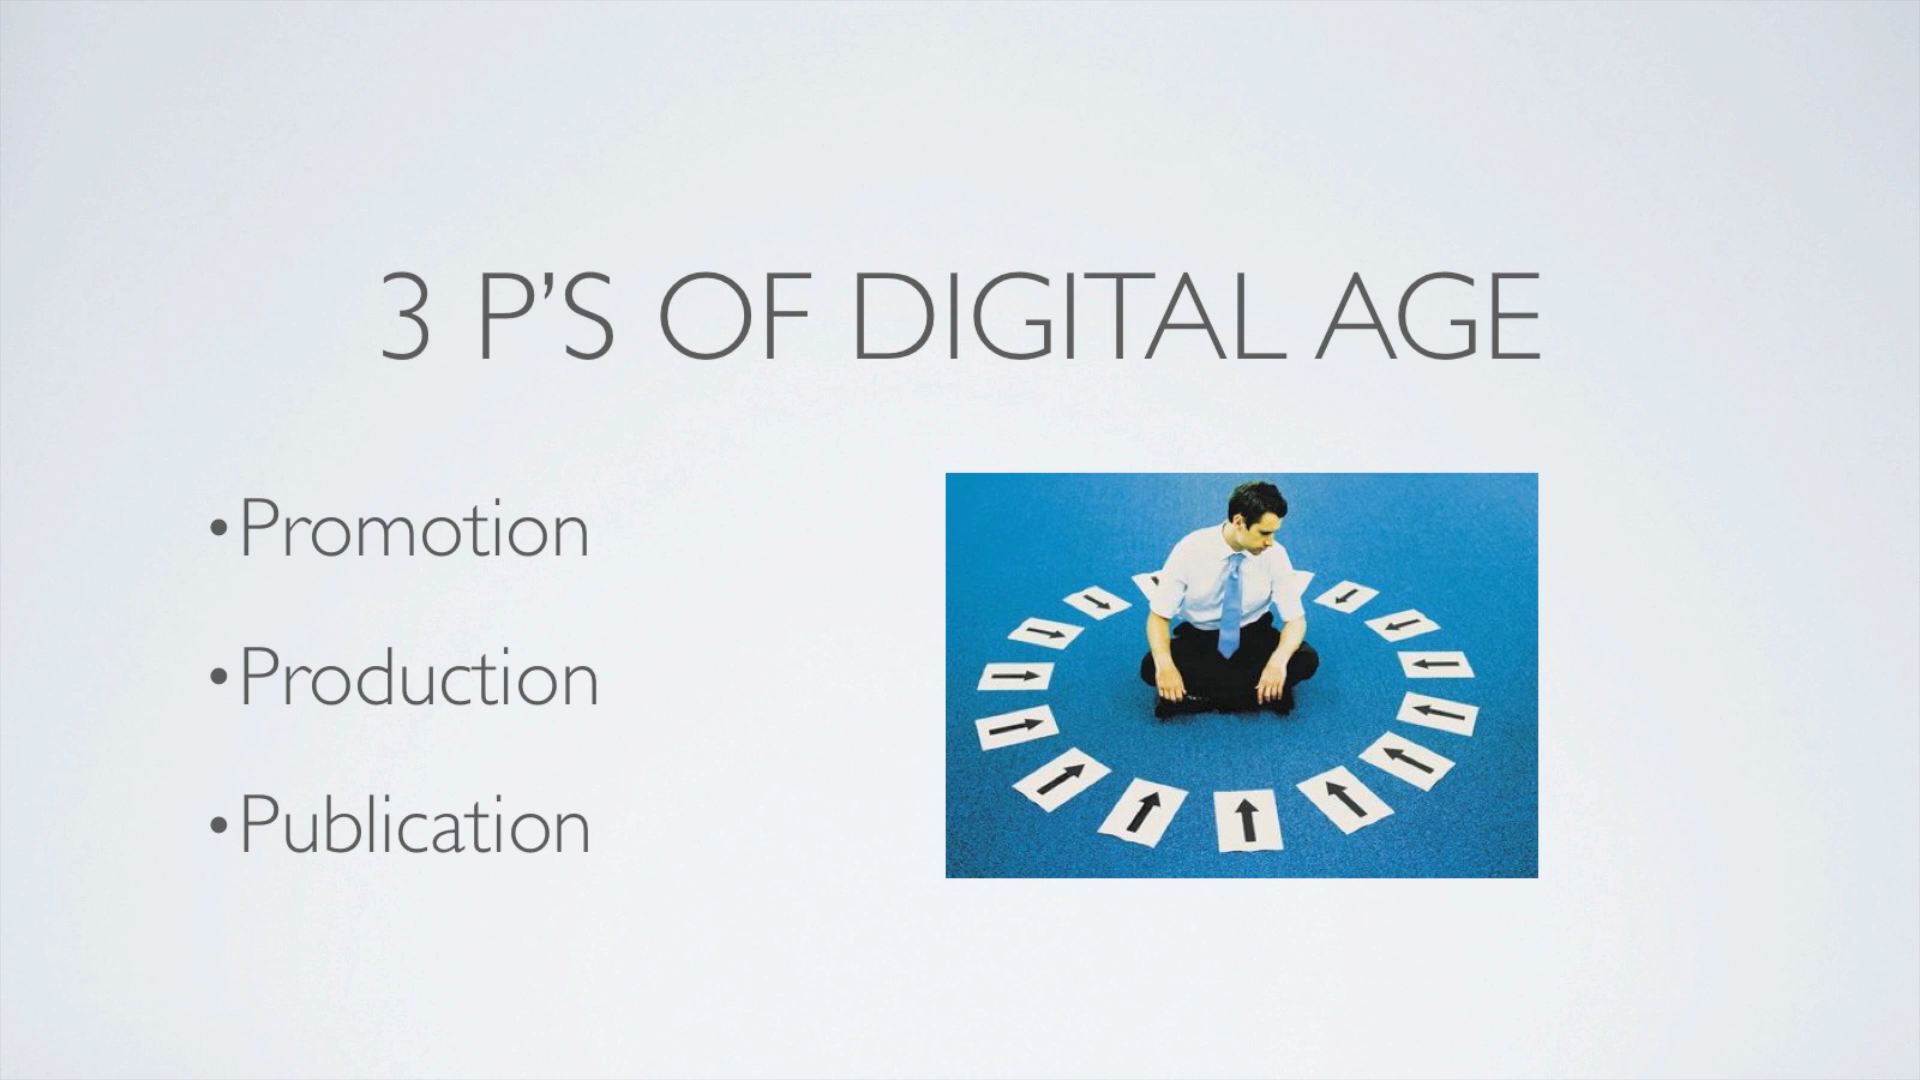 3 P’S OF DIGITAL AGE
•Promotion
•Production
•Publication